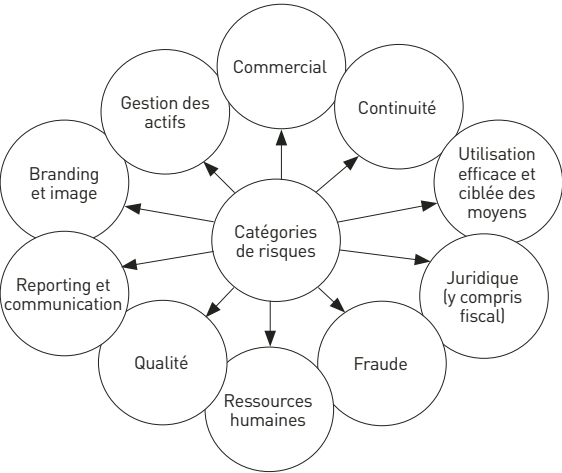 Commercial
Gestion des
actifs
Continuité
Branding
et image
Utilisation
efficace et
ciblée des
moyens
Catégories
de risques
Reporting et
communication
Juridique
(y compris
fiscal)
Qualité
Fraude
Ressources
humaines